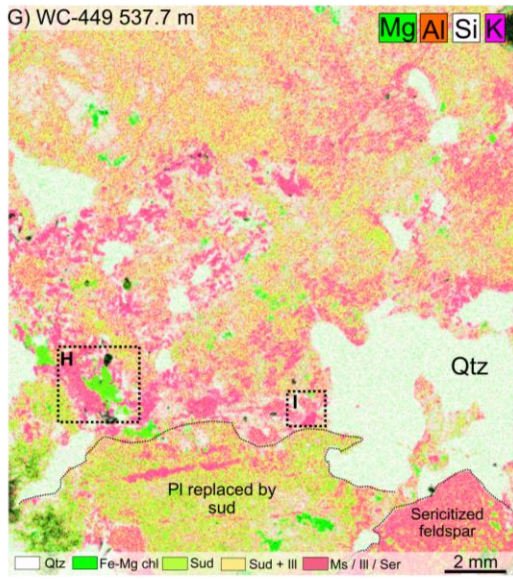 G) WC-449 537.7 m
Mg Al Si K
H
I
Qtz
Pl replaced by
sud
Sericitized
feldspar
Qtz Fe-Mg chl Sud Sud + Ill Ms / Ill / Ser
2 mm